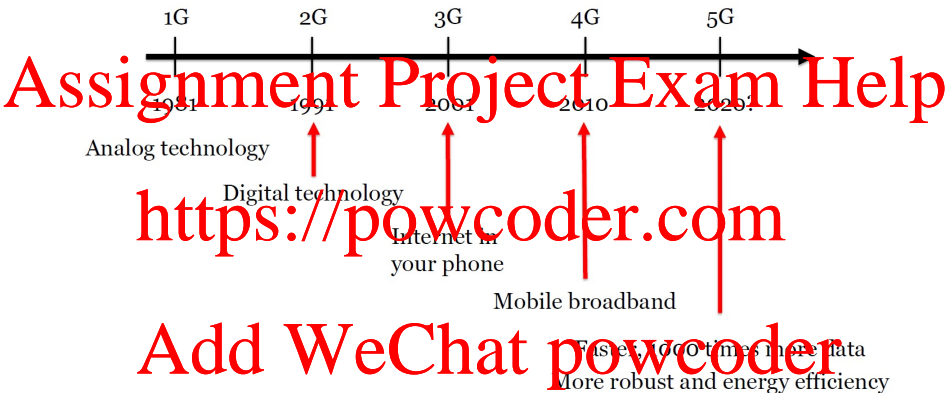 1G 2G 3G 4G 5G
Assignment Project Exam Help
1981 1991 2001 2010 2020?
Analog technology
Digital technology
https://powcoder.com
Internet in
your phone
Mobile broadband
Add WeChat powcoder
Faster, 1000 times more data
More robust and energy efficiency